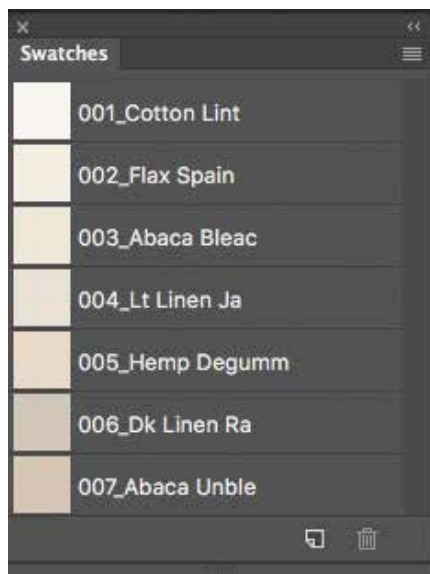 Swatches
001_Cotton Lint
002_Flax Spain
003_Abaca Bleac
004_Lt Linen Ja
005_Hemp Degumm
006_Dk Linen Ra
007_Abaca Unble